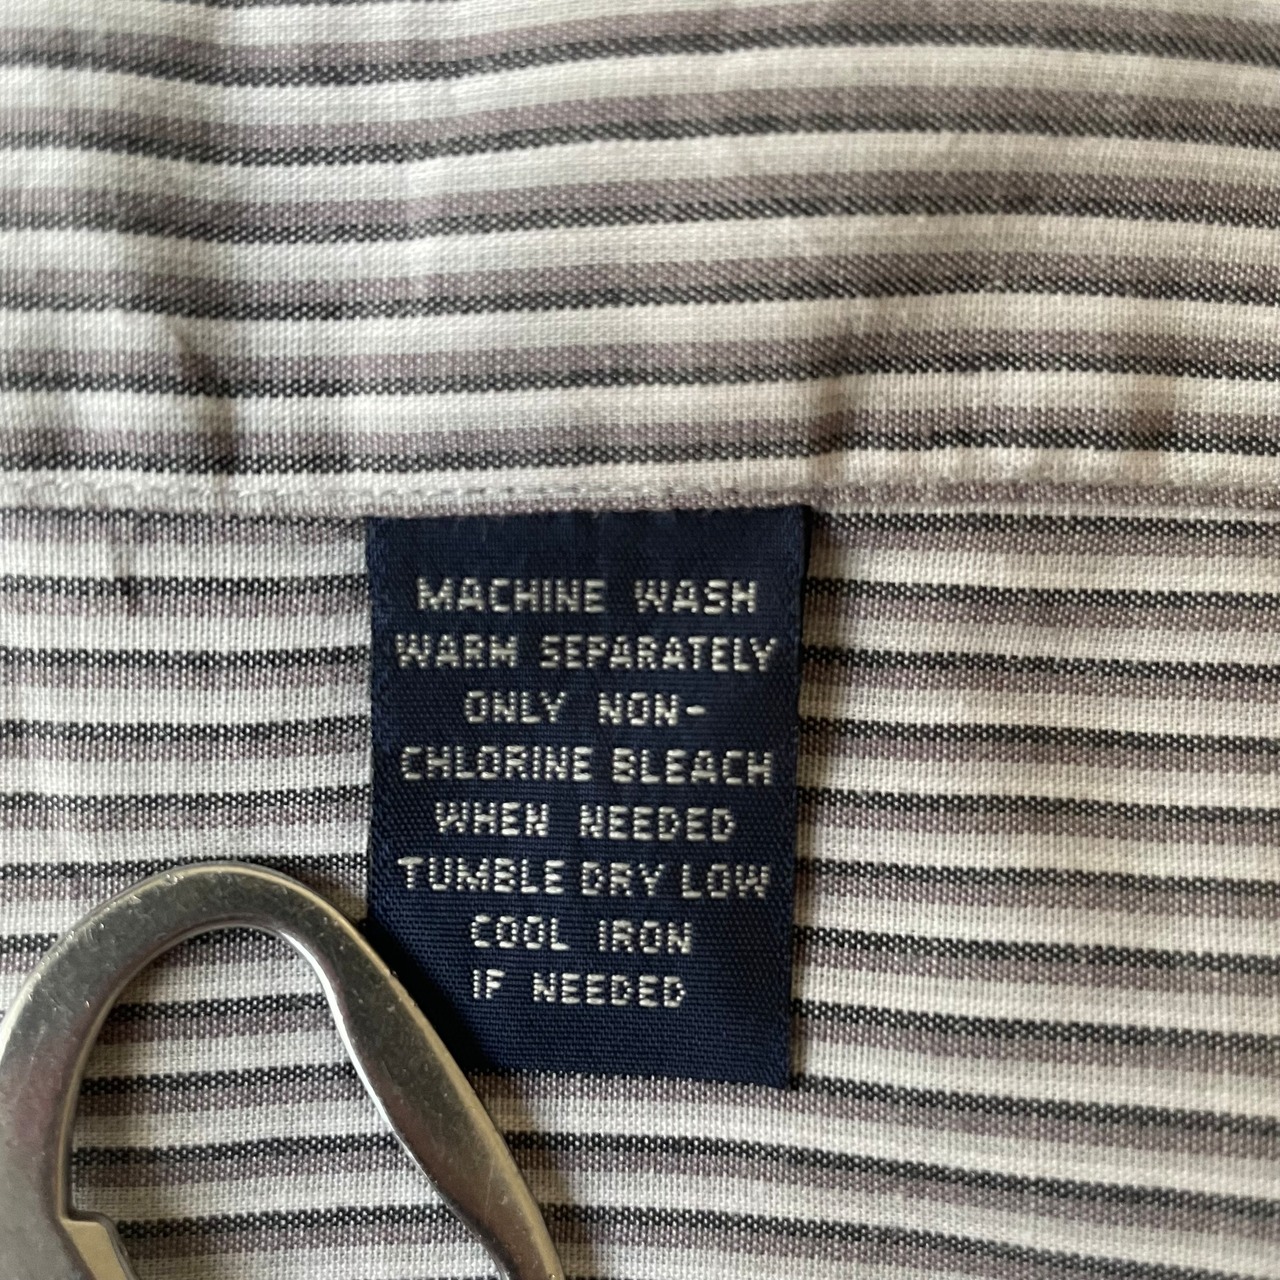 MACHINE WASH
WARM SEPARATELY
ONLY NON-
CHLORINE BLEACH
WHEN NEEDED
TUMBLE DRY LOW
COOL IRON
IF NEEDED